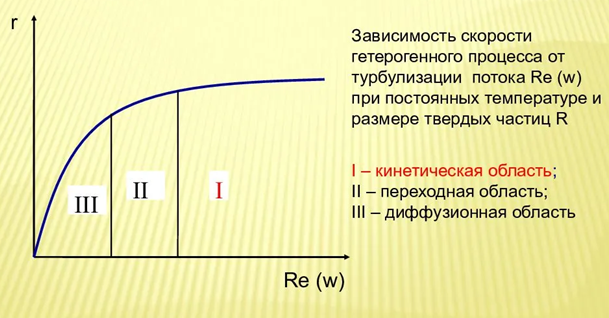 r
Зависимость скорости
гетерогенного процесса от
турбулизации потока Re (w)
при постоянных температуре и
размере твердых частиц R
I – кинетическая область;
II – переходная область;
III – диффузионная область
III
II
I
Re (w)